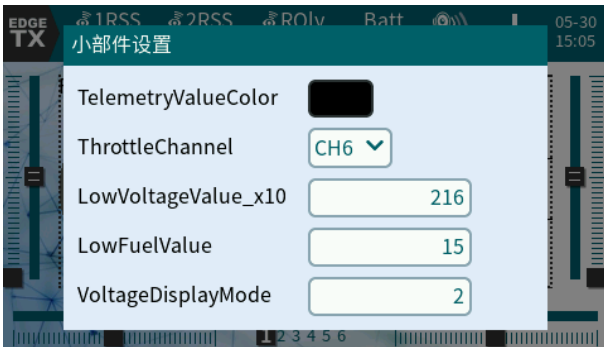 EDGE
TX
1RSS 2RSS RQly Batt
05-30
15:05
小部件设置
TelemetryValueColor
ThrottleChannel CH6
LowVoltageValue_x10 216
LowFuelValue 15
VoltageDisplayMode 2
1 2 3 4 5 6